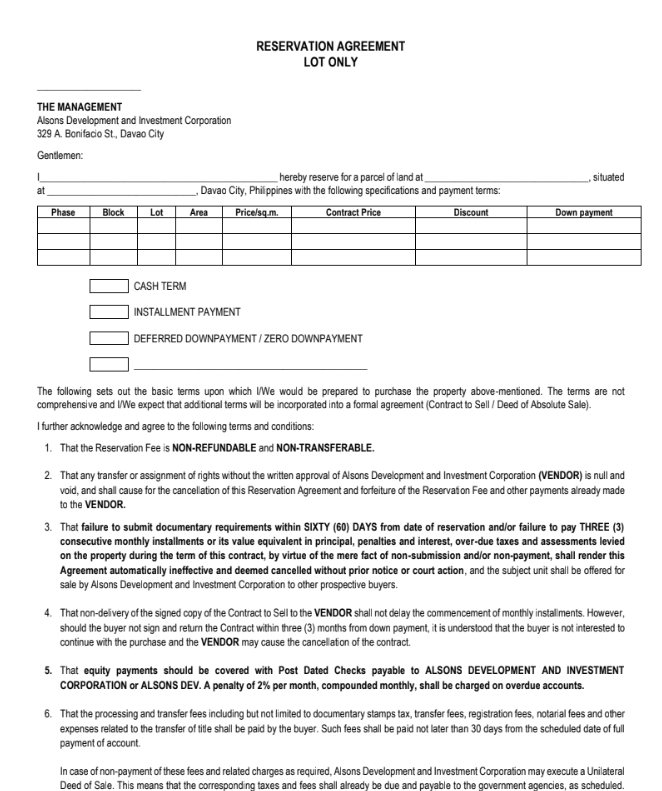 RESERVATION AGREEMENT
LOT ONLY
____________________
THE MANAGEMENT
Alsons Development and Investment Corporation
329 A. Bonifacio St., Davao City
Gentlemen:
I______________________________________________ hereby reserve for a parcel of land at ________________________________, situated
at _____________________________, Davao City, Philippines with the following specifications and payment terms:
Phase Block Lot Area Price/sq.m. Contract Price Discount Down payment
CASH TERM
INSTALLMENT PAYMENT
DEFERRED DOWNPAYMENT / ZERO DOWNPAYMENT
______________________________________________
The following sets out the basic terms upon which I/We would be prepared to purchase the property above-mentioned. The terms are not
comprehensive and I/We expect that additional terms will be incorporated into a formal agreement (Contract to Sell / Deed of Absolute Sale).
I further acknowledge and agree to the following terms and conditions:
1. That the Reservation Fee is NON-REFUNDABLE and NON-TRANSFERABLE.
2. That any transfer or assignment of rights without the written approval of Alsons Development and Investment Corporation (VENDOR) is null and
void, and shall cause for the cancellation of this Reservation Agreement and forfeiture of the Reservation Fee and other payments already made
to the VENDOR.
3. That failure to submit documentary requirements within SIXTY (60) DAYS from date of reservation and/or failure to pay THREE (3)
consecutive monthly installments or its value equivalent in principal, penalties and interest, over-due taxes and assessments levied
on the property during the term of this contract, by virtue of the mere fact of non-submission and/or non-payment, shall render this
Agreement automatically ineffective and deemed cancelled without prior notice or court action, and the subject unit shall be offered for
sale by Alsons Development and Investment Corporation to other prospective buyers.
4. That non-delivery of the signed copy of the Contract to Sell to the VENDOR shall not delay the commencement of monthly installments. However,
should the buyer not sign and return the Contract within three (3) months from down payment, it is understood that the buyer is not interested to
continue with the purchase and the VENDOR may cause the cancellation of the contract.
5. That equity payments should be covered with Post Dated Checks payable to ALSONS DEVELOPMENT AND INVESTMENT
CORPORATION or ALSONS DEV. A penalty of 2% per month, compounded monthly, shall be charged on overdue accounts.
6. That the processing and transfer fees including but not limited to documentary stamps tax, transfer fees, registration fees, notarial fees and other
expenses related to the transfer of title shall be paid by the buyer. Such fees shall be paid not later than 30 days from the scheduled date of full
payment of account.
In case of non-payment of these fees and related charges as required, Alsons Development and Investment Corporation may execute a Unilateral
Deed of Sale. This means that the corresponding taxes and fees shall already be due and payable to the government agencies, as scheduled.